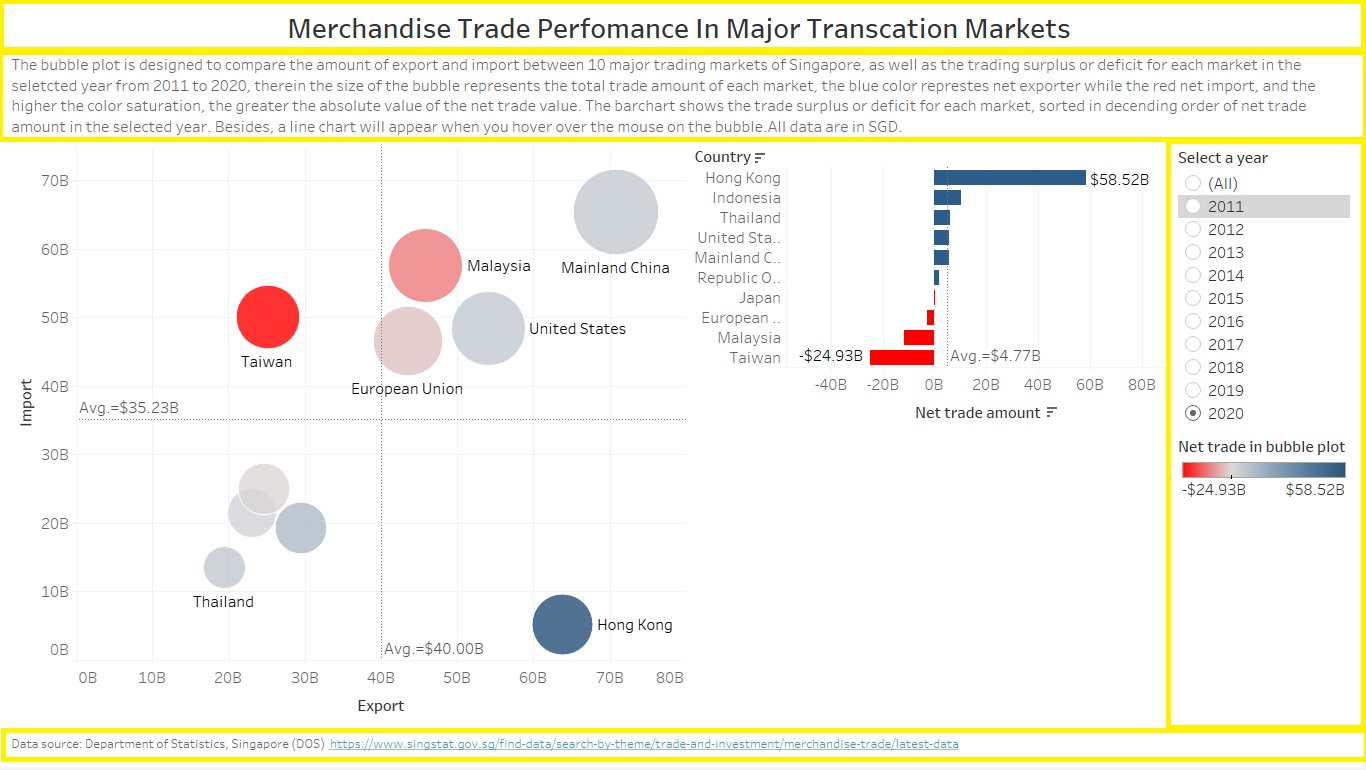 Merchandise Trade Perfomance In Major Transcation Markets
The bubble plot is designed to compare the amount of export and import between 10 major trading markets of Singapore, as well as the trading surplus or deficit for each market in the
seletcted year from 2011 to 2020, therein the size of the bubble represents the total trade amount of each market, the blue color represtes net exporter while the red net import, and the
higher the color saturation, the greater the absolute value of the net trade value. The barchart shows the trade surplus or deficit for each market, sorted in decending order of net trade
amount in the selected year. Besides, a line chart will appear when you hover over the mouse on the bubble.All data are in SGD.
70B
60B
50B
40B
30B
20B
10B
0B
Import
Mainland China
Malaysia
United States
Taiwan
European Union
Avg.=$35.23B
Thailand
Hong Kong
Avg.=$40.00B
0B 10B 20B 30B 40B 50B 60B 70B 80B
Export
Country
Hong Kong $58.52B
Indonesia
Thailand
United Sta..
Mainland C..
Republic O..
Japan
European ..
Malaysia
Taiwan -$24.93B Avg.=$4.77B
-40B -20B 0B 20B 40B 60B 80B
Net trade amount
Select a year
(All)
2011
2012
2013
2014
2015
2016
2017
2018
2019
2020
Net trade in bubble plot
-$24.93B $58.52B
Data source: Department of Statistics, Singapore (DOS) https://www.singstat.gov.sg/find-data/search-by-theme/trade-and-investment/merchandise-trade/latest-data